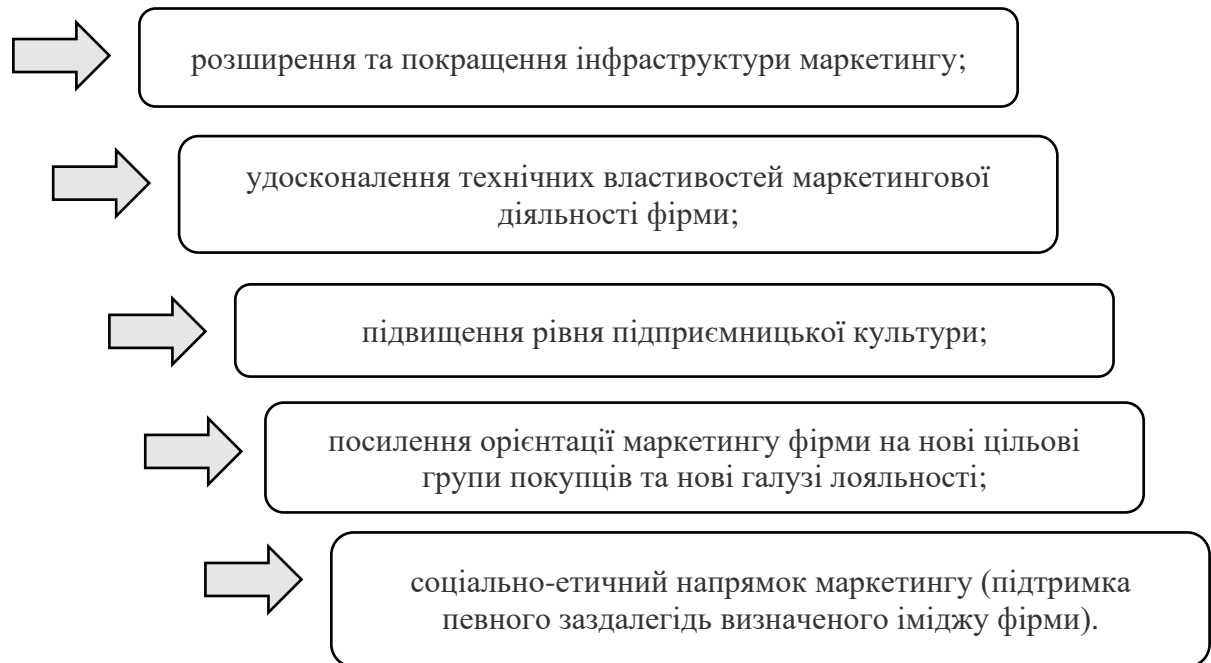 розширення та покращення інфраструктури маркетингу;
удосконалення технічних властивостей маркетингової
діяльності фірми;
підвищення рівня підприємницької культури;
посилення орієнтації маркетингу фірми на нові цільові
групи покупців та нові галузі лояльності;
соціально-етичний напрямок маркетингу (підтримка
певного заздалегідь визначеного іміджу фірми).